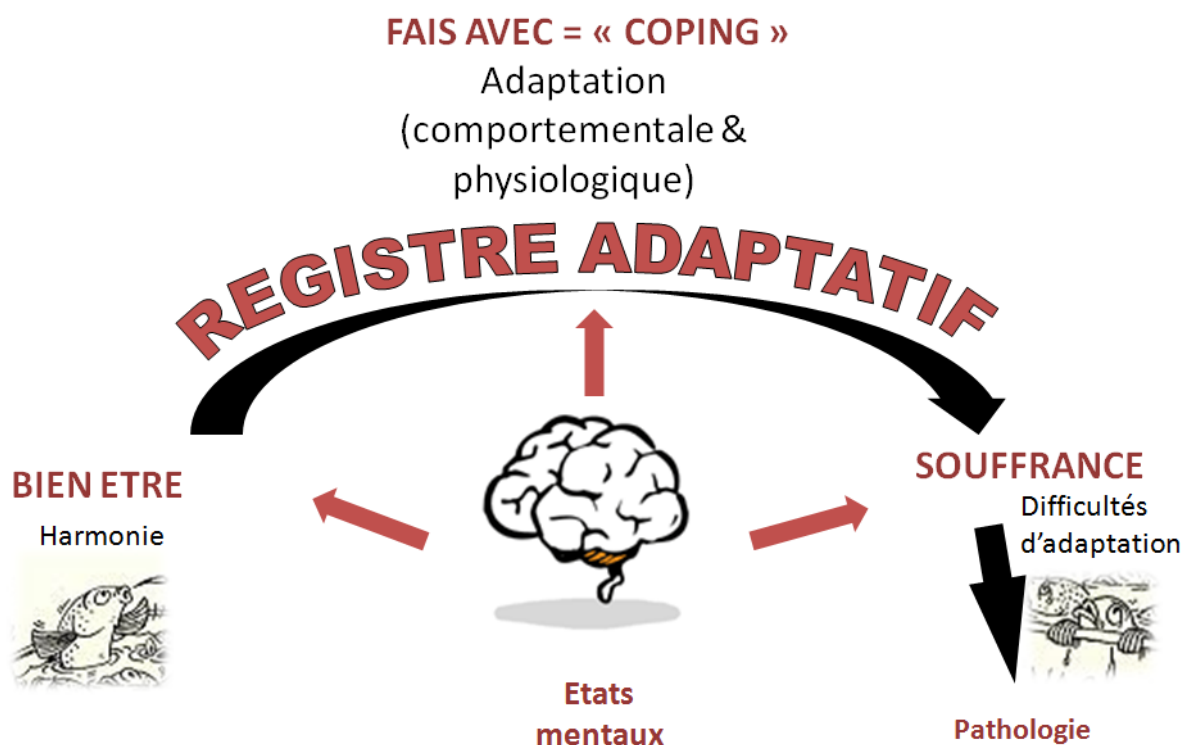 FAIS AVEC = « COPING »
Adaptation
(comportementale &
physiologique)
REGISTRE ADAPTATIF
BIEN ETRE
Harmonie
SOUFFRANCE
Difficultés
d’adaptation
Etats
mentaux
Pathologie